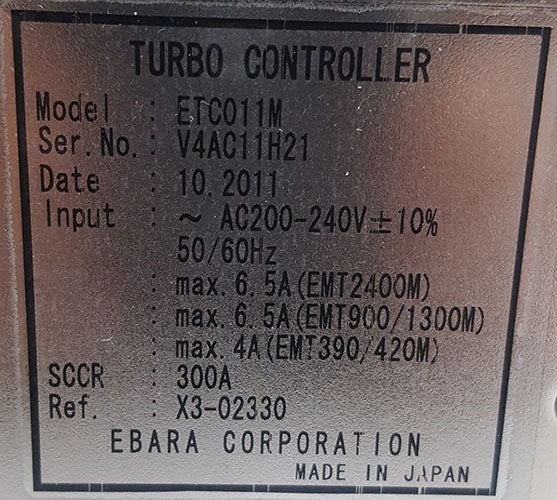 TURBO CONTROLLER
Model : ETC011M
Ser.No. : V4AC11H21
Date : 10.2011
Input : ~ AC200-240V±10%
50/60Hz
: max. 6.5A(EMT2400M)
: max. 6.5A(EMT900/1300M)
: max. 4A(EMT390/420M)
SCCR : 300A
Ref. : X3-02330
EBARA CORPORATION
MADE IN JAPAN